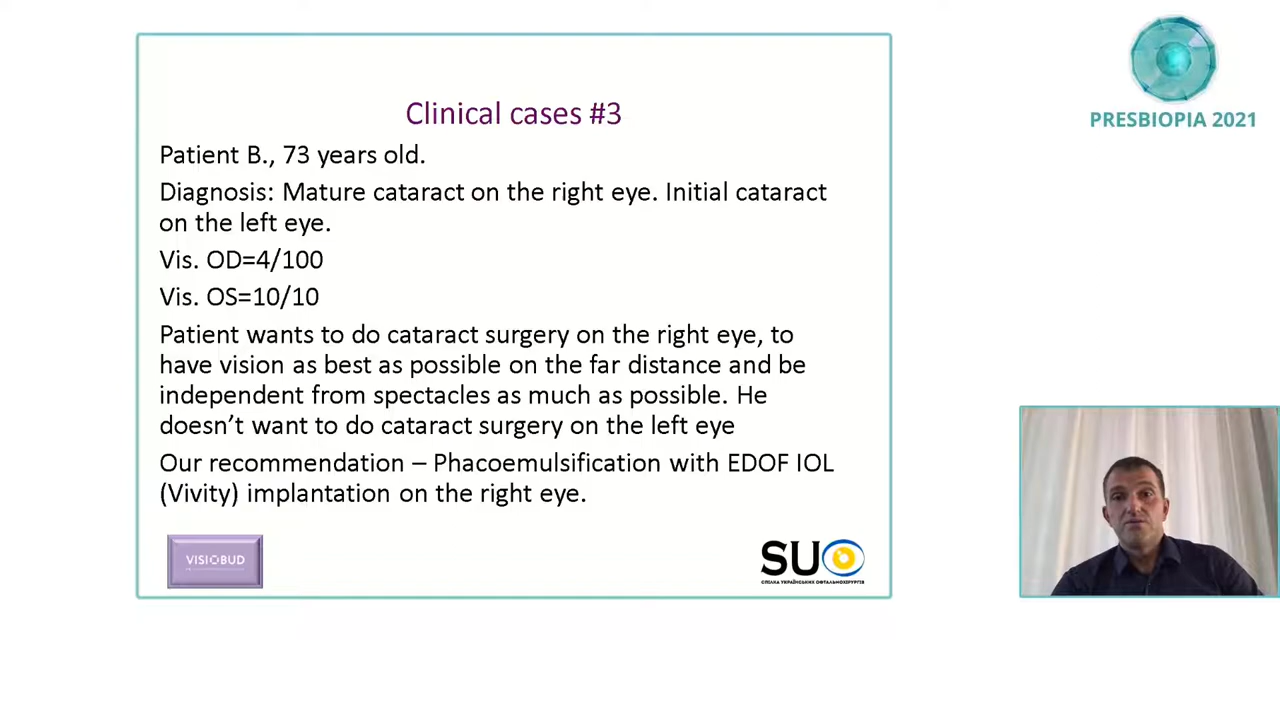 Clinical cases #3
Patient B., 73 years old.
Diagnosis: Mature cataract on the right eye. Initial cataract
on the left eye.
Vis. OD=4/100
Vis. OS=10/10
Patient wants to do cataract surgery on the right eye, to
have vision as best as possible on the far distance and be
independent from spectacles as much as possible. He
doesn’t want to do cataract surgery on the left eye
Our recommendation – Phacoemulsification with EDOF IOL
(Vivity) implantation on the right eye.
VISIOBUD
SUO
СПІЛКА УКРАЇНСЬКИХ ОФТАЛЬМОХІРУРГІВ
PRESBIOPIA 2021